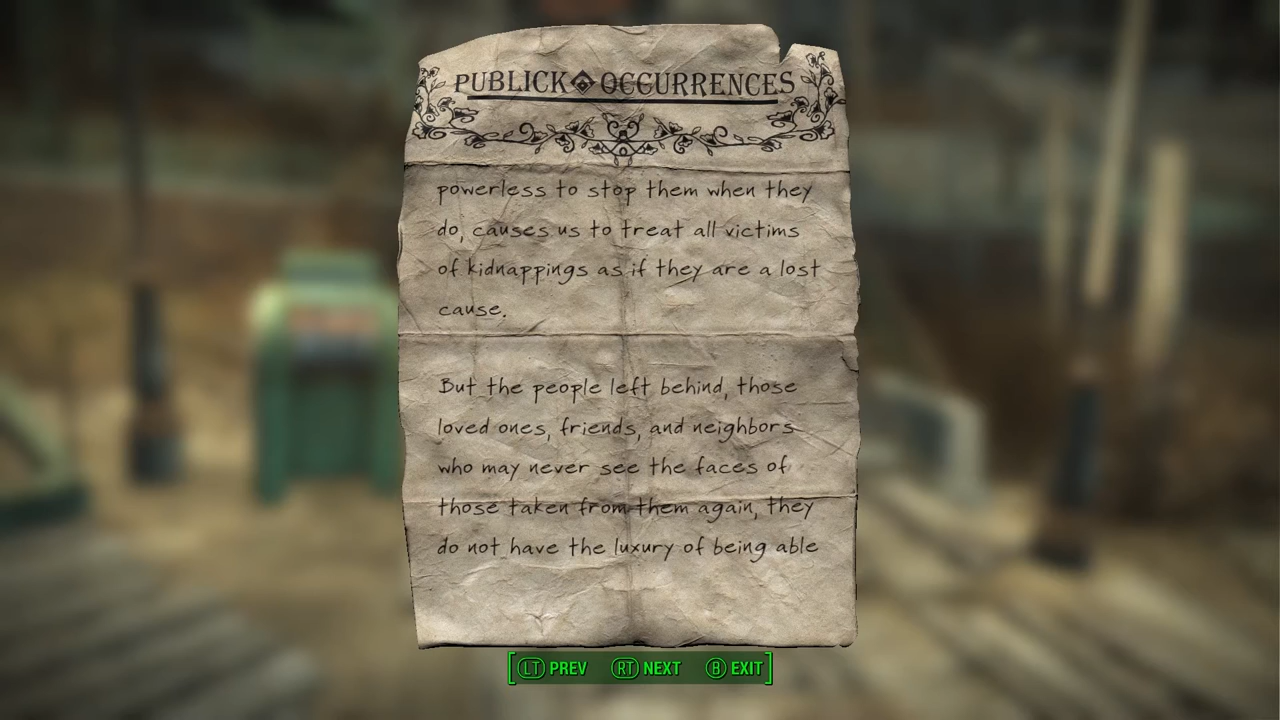 PUBLICK OCCURRENCES
powerless to stop them when they
do, causes us to treat all victims
of kidnappings as if they are a lost
cause.
But the people left behind, those
loved ones, friends, and neighbors
who may never see the faces of
those taken from them again, they
do not have the luxury of being able
LT PREV RT NEXT B EXIT